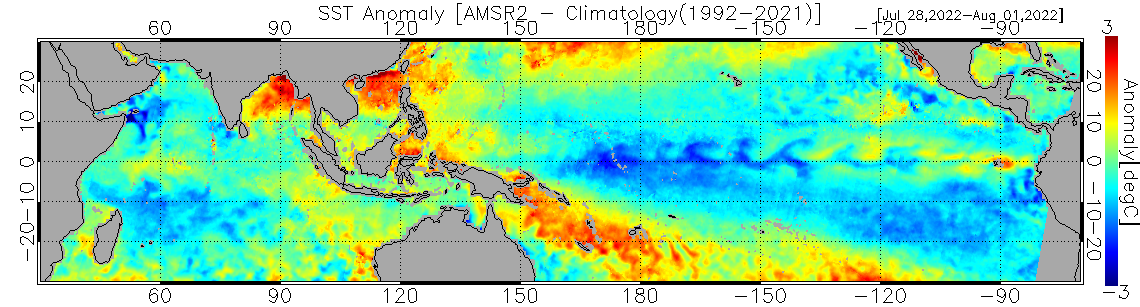 SST Anomaly [AMSR2 − Climatology(1992−2021)]
[Jul 28,2022−Aug 01,2022]
60 90 120 150 180 −150 −120 −90
3
20 20
10 10
0 0
−10 −10
−20 −20
Anomaly[degC]
−3
60 90 120 150 180 −150 −120 −90